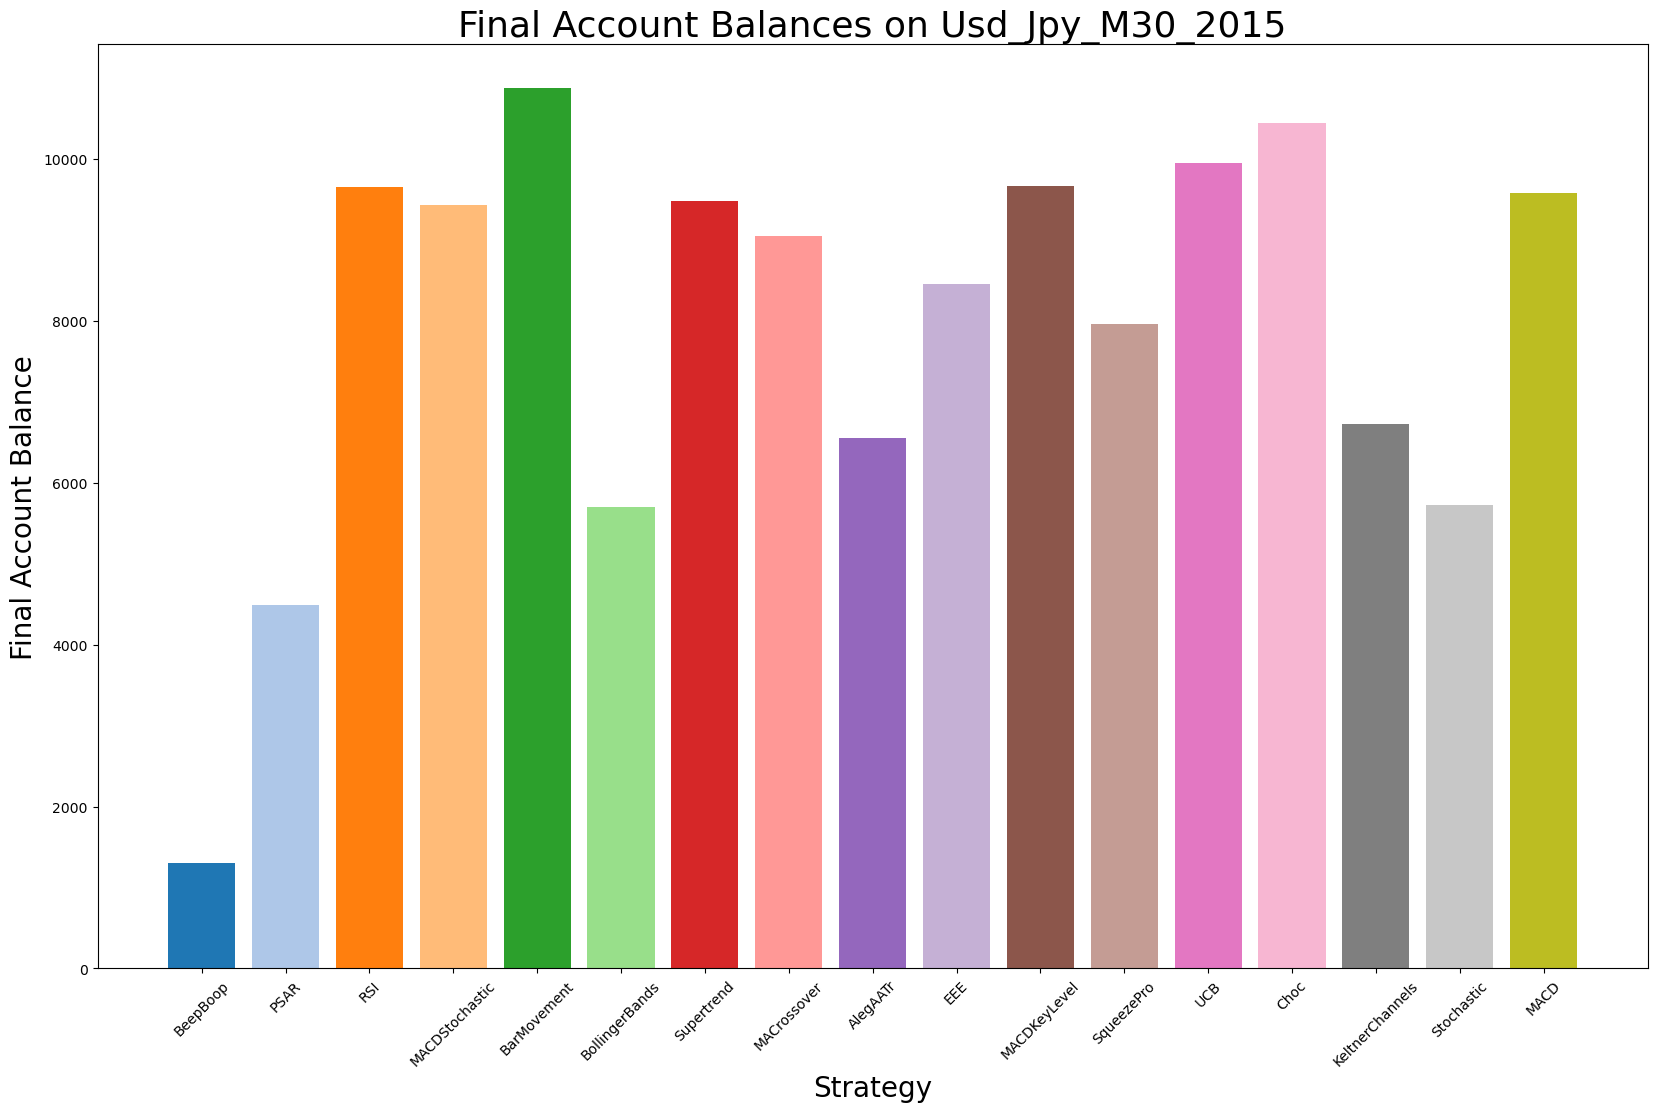 Final Account Balances on Usd_Jpy_M30_2015
Final Account Balance
10000
8000
6000
4000
2000
0
BeepBoop
PSAR
RSI
MACDStochastic
BarMovement
BollingerBands
Supertrend
MACrossover
AlegAATr
EEE
MACDKeyLevel
SqueezePro
UCB
Choc
KeltnerChannels
Stochastic
MACD
Strategy